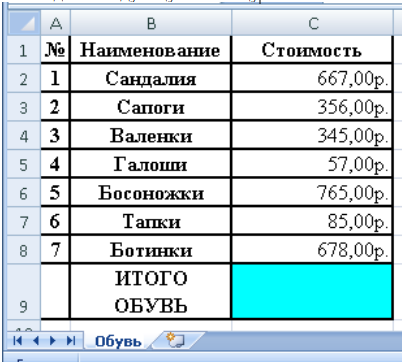 A B C
1 № Наименование Стоимость
2 1 Сандалия 667,00р.
3 2 Сапоги 356,00р.
4 3 Валенки 345,00р.
5 4 Галоши 57,00р.
6 5 Босоножки 765,00р.
7 6 Тапки 85,00р.
8 7 Ботинки 678,00р.
ИТОГО
9 ОБУВЬ
Обувь